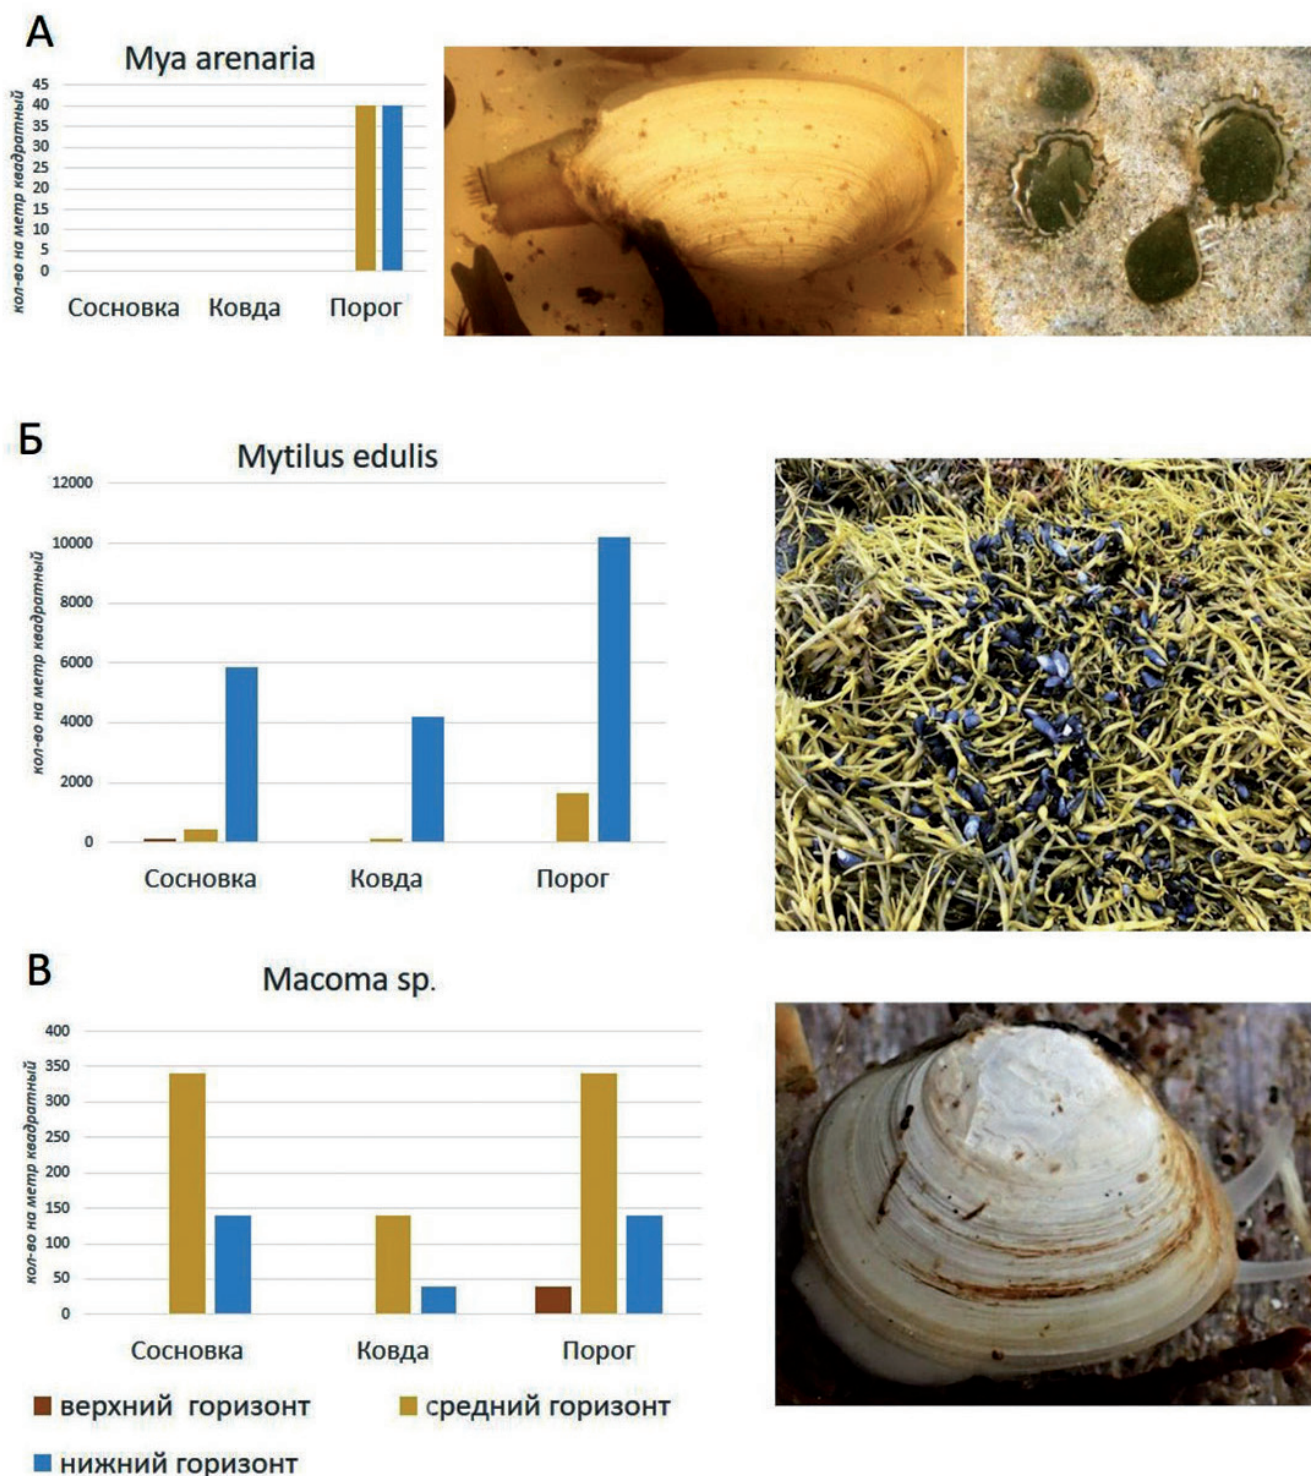 А
Mya arenaria
кол-во на метр квадратный
45
40
35
30
25
20
15
10
5
0
Сосновка Ковда Порог
Б
Mytilus edulis
кол-во на метр квадратный
12000
10000
8000
6000
4000
2000
0
Сосновка Ковда Порог
В
Macoma sp.
кол-во на метр квадратный
400
350
300
250
200
150
100
50
0
Сосновка Ковда Порог
верхний горизонт средний горизонт
нижний горизонт